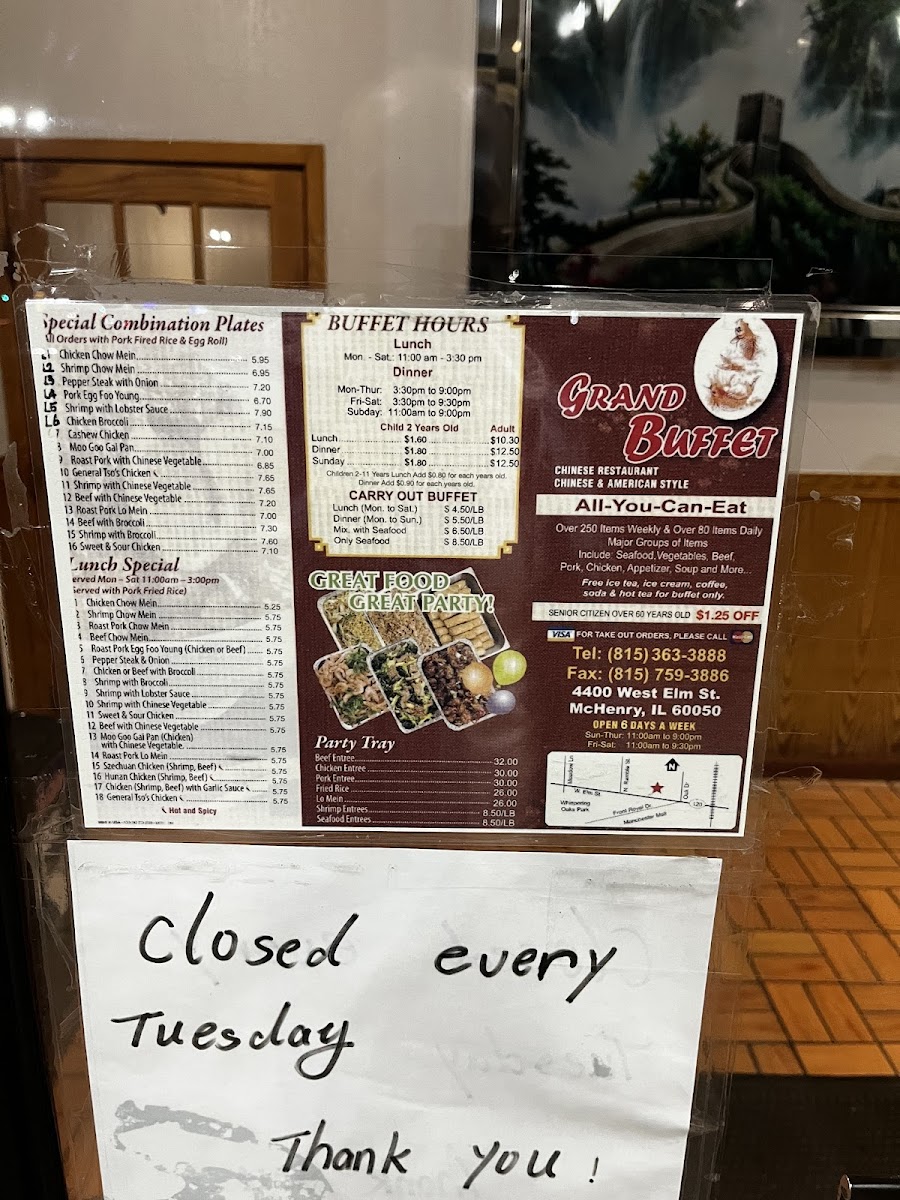 Special Combination Plates
All Orders with Pork Fired Rice & Egg Roll)
L1 Chicken Chow Mein 5.95
L2 Shrimp Chow Mein 6.95
L3 Pepper Steak with Onion 7.20
L4 Pork Egg Foo Young 6.70
L5 Shrimp with Lobster Sauce 7.90
L6 Chicken Broccoli 7.15
7 Cashew Chicken 7.10
8 Moo Goo Gai Pan 7.00
9 Roast Pork with Chinese Vegetable 6.85
10 General Tso's Chicken 7.65
11 Shrimp with Chinese Vegetable 7.65
12 Beef with Chinese Vegetable 7.20
13 Roast Pork Lo Mein 7.00
14 Beef with Broccoli 7.30
15 Shrimp with Broccoli 7.60
16 Sweet & Sour Chicken 7.10
Lunch Special
erved Mon - Sat 11:00am - 3:00pm
Served with Pork Fried Rice)
1 Chicken Chow Mein 5.25
2 Shrimp Chow Mein 5.75
3 Roast Pork Chow Mein 5.75
4 Beef Chow Mein 5.75
5 Roast Pork Egg Foo Young (Chicken or Beef) 5.75
6 Pepper Steak & Onion 5.75
7 Chicken or Beef with Broccoli 5.75
8 Shrimp with Broccoli 5.75
9 Shrimp with Lobster Sauce 5.75
10 Shrimp with Chinese Vegetable 5.75
11 Sweet & Sour Chicken 5.75
12 Beef with Chinese Vegetable 5.75
13 Moo Goo Gai Pan (Chicken)
with Chinese Vegetable. 5.75
14 Roast Pork Lo Mein 5.75
15 Szechuan Chicken (Shrimp, Beef) 5.75
16 Hunan Chicken (Shrimp, Beef) 5.75
17 Chicken (Shrimp, Beef) with Garlic Sauce 5.75
18 General Tso's Chicken 5.75
Hot and Spicy
BUFFET HOURS
Lunch
Mon. - Sat.: 11:00 am - 3:30 pm
Dinner
Mon-Thur: 3:30pm to 9:00pm
Fri-Sat: 3:30pm to 9:30pm
Subday: 11:00am to 9:00pm
Child 2 Years Old Adult
Lunch $1.60 $10.30
Dinner $1.80 $12.50
Sunday $1.80 $12.50
Children 2-11 Years Lunch Add $0.80 for each years old.
Dinner Add $0.90 for each years old.
CARRY OUT BUFFET
Lunch (Mon. to Sat.) $ 4.50/LB
Dinner (Mon. to Sun.) $ 5.50/LB
Mix. with Seafood $ 6.50/LB
Only Seafood $ 8.50/LB
GREAT FOOD
GREAT PARTY!
Party Tray
Beef Entree 32.00
Chicken Entree 30.00
Pork Entree 30.00
Fried Rice 26.00
Lo Mein 26.00
Shrimp Entrees 8.50/LB
Seafood Entrees 8.50/LB
GRAND
BUFFET
CHINESE RESTAURANT
CHINESE & AMERICAN STYLE
All-You-Can-Eat
Over 250 Items Weekly & Over 80 Items Daily
Major Groups of Items
Include: Seafood,Vegetables, Beef,
Pork, Chicken, Appetizer, Soup and More...
Free ice tea, ice cream, coffee,
soda & hot tea for buffet only.
SENIOR CITIZEN OVER 60 YEARS OLD $1.25 OFF
VISA FOR TAKE OUT ORDERS, PLEASE CALL MasterCard
Tel: (815) 363-3888
Fax: (815) 759-3886
4400 West Elm St.
McHenry, IL 60050
OPEN 6 DAYS A WEEK
Sun-Thur: 11:00am to 9:00pm
Fri-Sat: 11:00am to 9:30pm
N
W. Elm St.
Oak Dr
Whispering
Oaks Park
Front Royal Dr.
Manchester Mall
120
Closed every
Tuesday
Thank you !